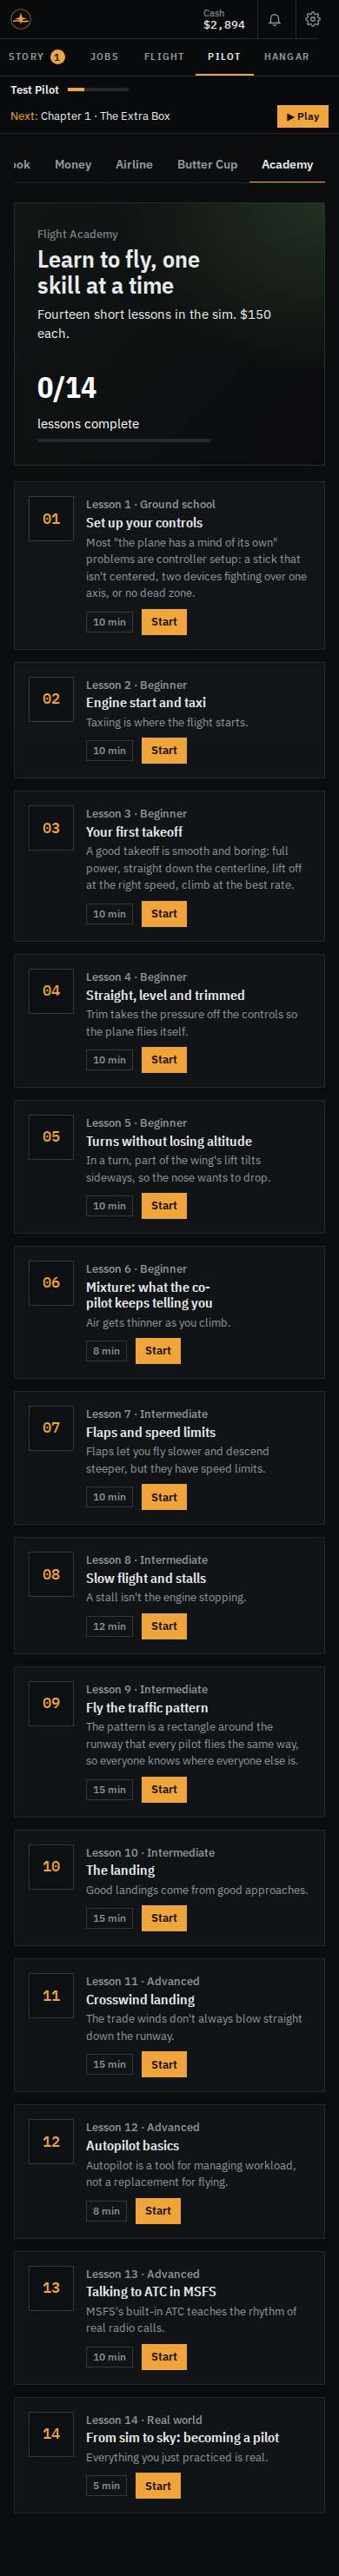 Cash
$2,894
STORY 1 JOBS FLIGHT PILOT HANGAR
Test Pilot
Next: Chapter 1 · The Extra Box
▶ Play
ook Money Airline Butter Cup Academy
Flight Academy
Learn to fly, one
skill at a time
Fourteen short lessons in the sim. $150
each.
0/14
lessons complete
01
Lesson 1 · Ground school
Set up your controls
Most "the plane has a mind of its own"
problems are controller setup: a stick that
isn't centered, two devices fighting over one
axis, or no dead zone.
10 min Start
02
Lesson 2 · Beginner
Engine start and taxi
Taxiing is where the flight starts.
10 min Start
03
Lesson 3 · Beginner
Your first takeoff
A good takeoff is smooth and boring: full
power, straight down the centerline, lift off
at the right speed, climb at the best rate.
10 min Start
04
Lesson 4 · Beginner
Straight, level and trimmed
Trim takes the pressure off the controls so
the plane flies itself.
10 min Start
05
Lesson 5 · Beginner
Turns without losing altitude
In a turn, part of the wing's lift tilts
sideways, so the nose wants to drop.
10 min Start
06
Lesson 6 · Beginner
Mixture: what the co-
pilot keeps telling you
Air gets thinner as you climb.
8 min Start
07
Lesson 7 · Intermediate
Flaps and speed limits
Flaps let you fly slower and descend
steeper, but they have speed limits.
10 min Start
08
Lesson 8 · Intermediate
Slow flight and stalls
A stall isn't the engine stopping.
12 min Start
09
Lesson 9 · Intermediate
Fly the traffic pattern
The pattern is a rectangle around the
runway that every pilot flies the same way,
so everyone knows where everyone else is.
15 min Start
10
Lesson 10 · Intermediate
The landing
Good landings come from good approaches.
15 min Start
11
Lesson 11 · Advanced
Crosswind landing
The trade winds don't always blow straight
down the runway.
15 min Start
12
Lesson 12 · Advanced
Autopilot basics
Autopilot is a tool for managing workload,
not a replacement for flying.
8 min Start
13
Lesson 13 · Advanced
Talking to ATC in MSFS
MSFS's built-in ATC teaches the rhythm of
real radio calls.
10 min Start
14
Lesson 14 · Real world
From sim to sky: becoming a pilot
Everything you just practiced is real.
5 min Start